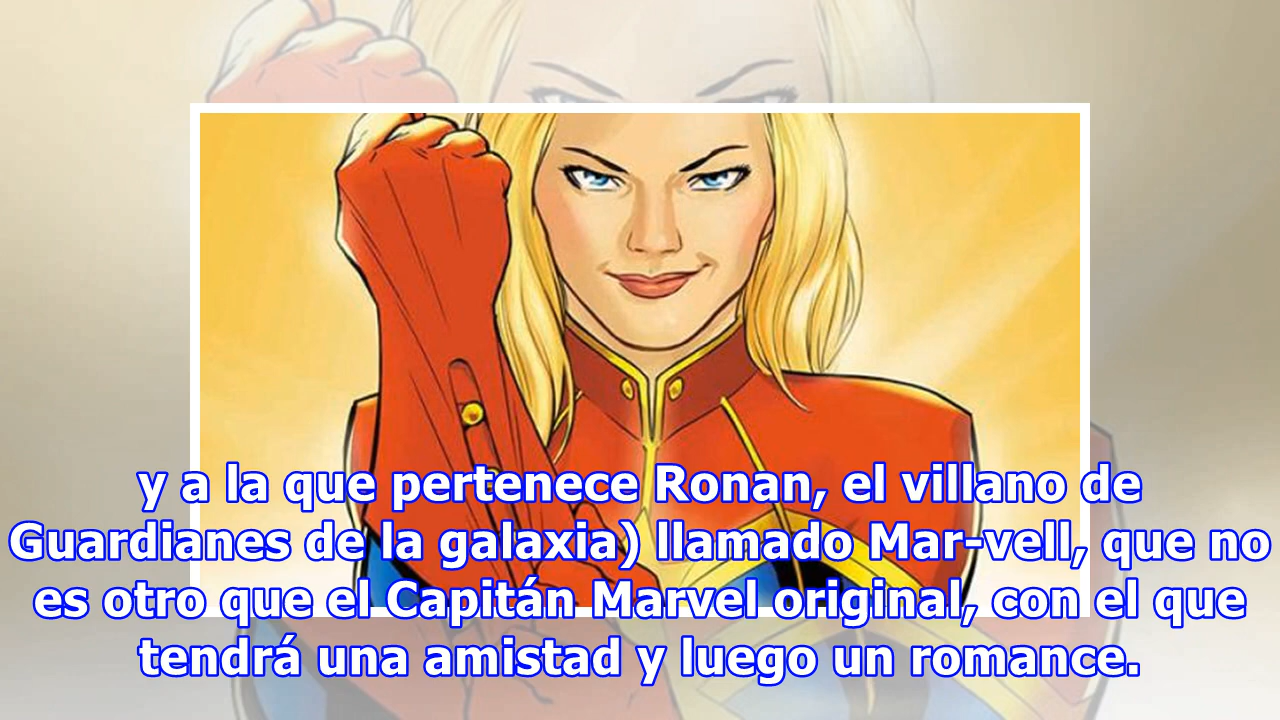 y a la que pertenece Ronan, el villano de
Guardianes de la galaxia) llamado Mar-vell, que no
es otro que el Capitán Marvel original, con el que
tendrá una amistad y luego un romance.